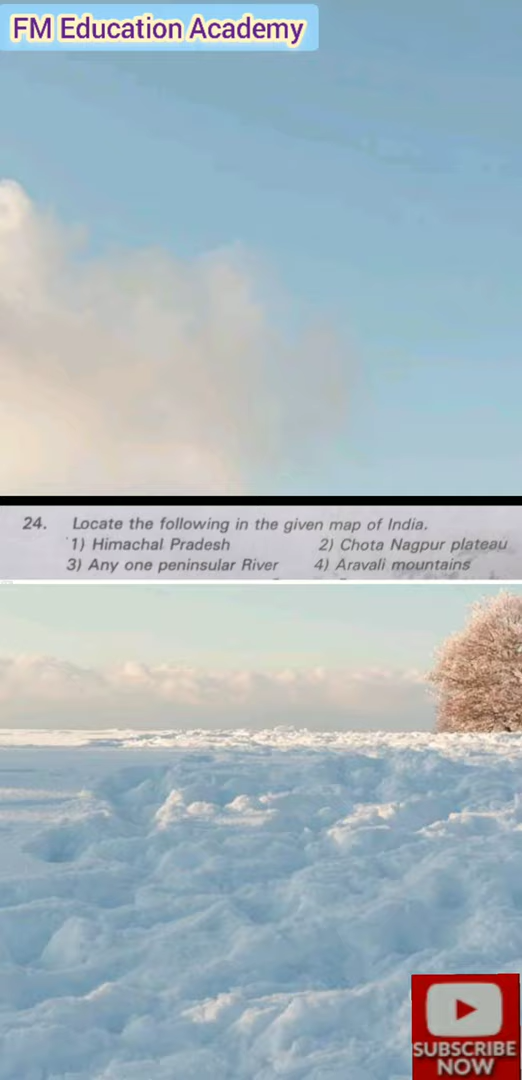 FM Education Academy
24. Locate the following in the given map of India.
1) Himachal Pradesh 2) Chota Nagpur plateau
3) Any one peninsular River 4) Aravali mountains
SUBSCRIBE
NOW